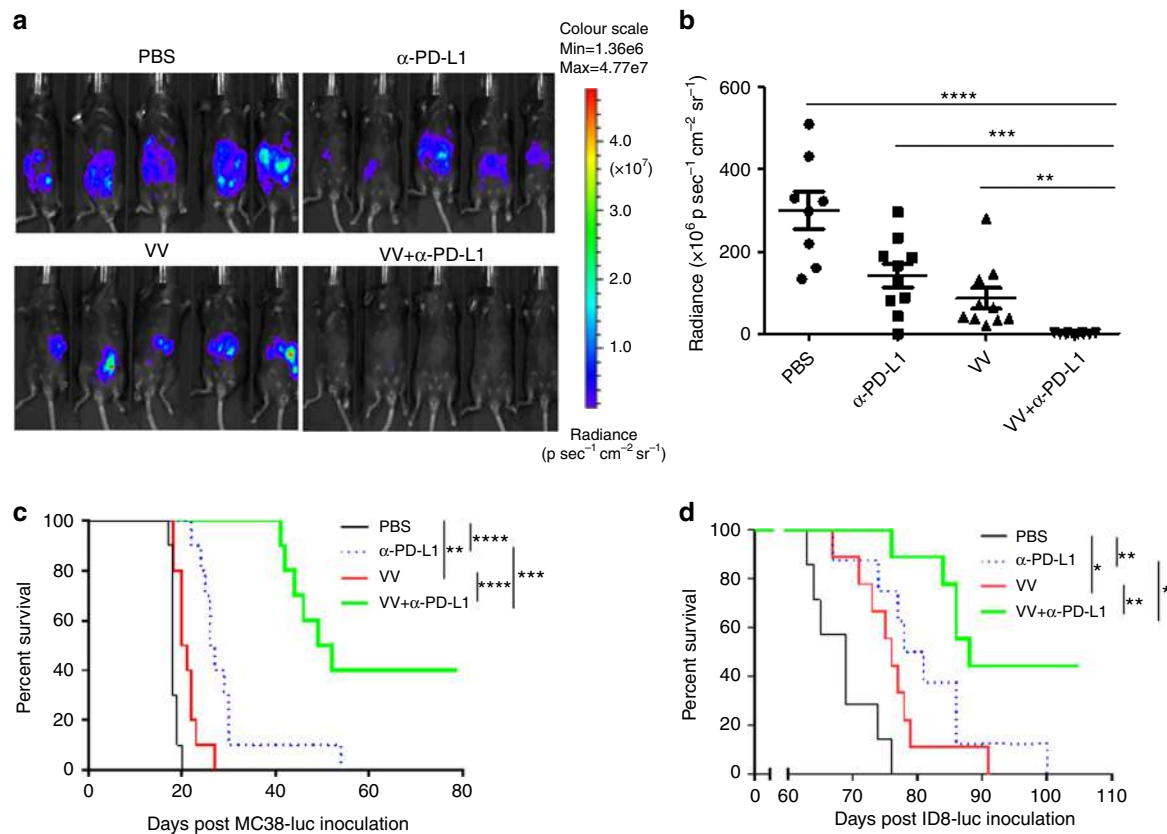 a
PBS
α-PD-L1
VV
VV+α-PD-L1
Colour scale
Min=1.36e6
Max=4.77e7
4.0
(×10⁷)
3.0
2.0
1.0
Radiance
(p sec⁻¹ cm⁻² sr⁻¹)
b
Radiance (×10⁶ p sec⁻¹ cm⁻² sr⁻¹)
600
400
200
0
****
***
**
PBS
α-PD-L1
VV
VV+α-PD-L1
c
Percent survival
100
80
60
40
20
0
0 20 40 60 80
Days post MC38-luc inoculation
PBS
α-PD-L1
VV
VV+α-PD-L1
**
****
****
***
d
Percent survival
100
80
60
40
20
0
0 60 70 80 90 100 110
Days post ID8-luc inoculation
PBS
α-PD-L1
VV
VV+α-PD-L1
*
**
**
*